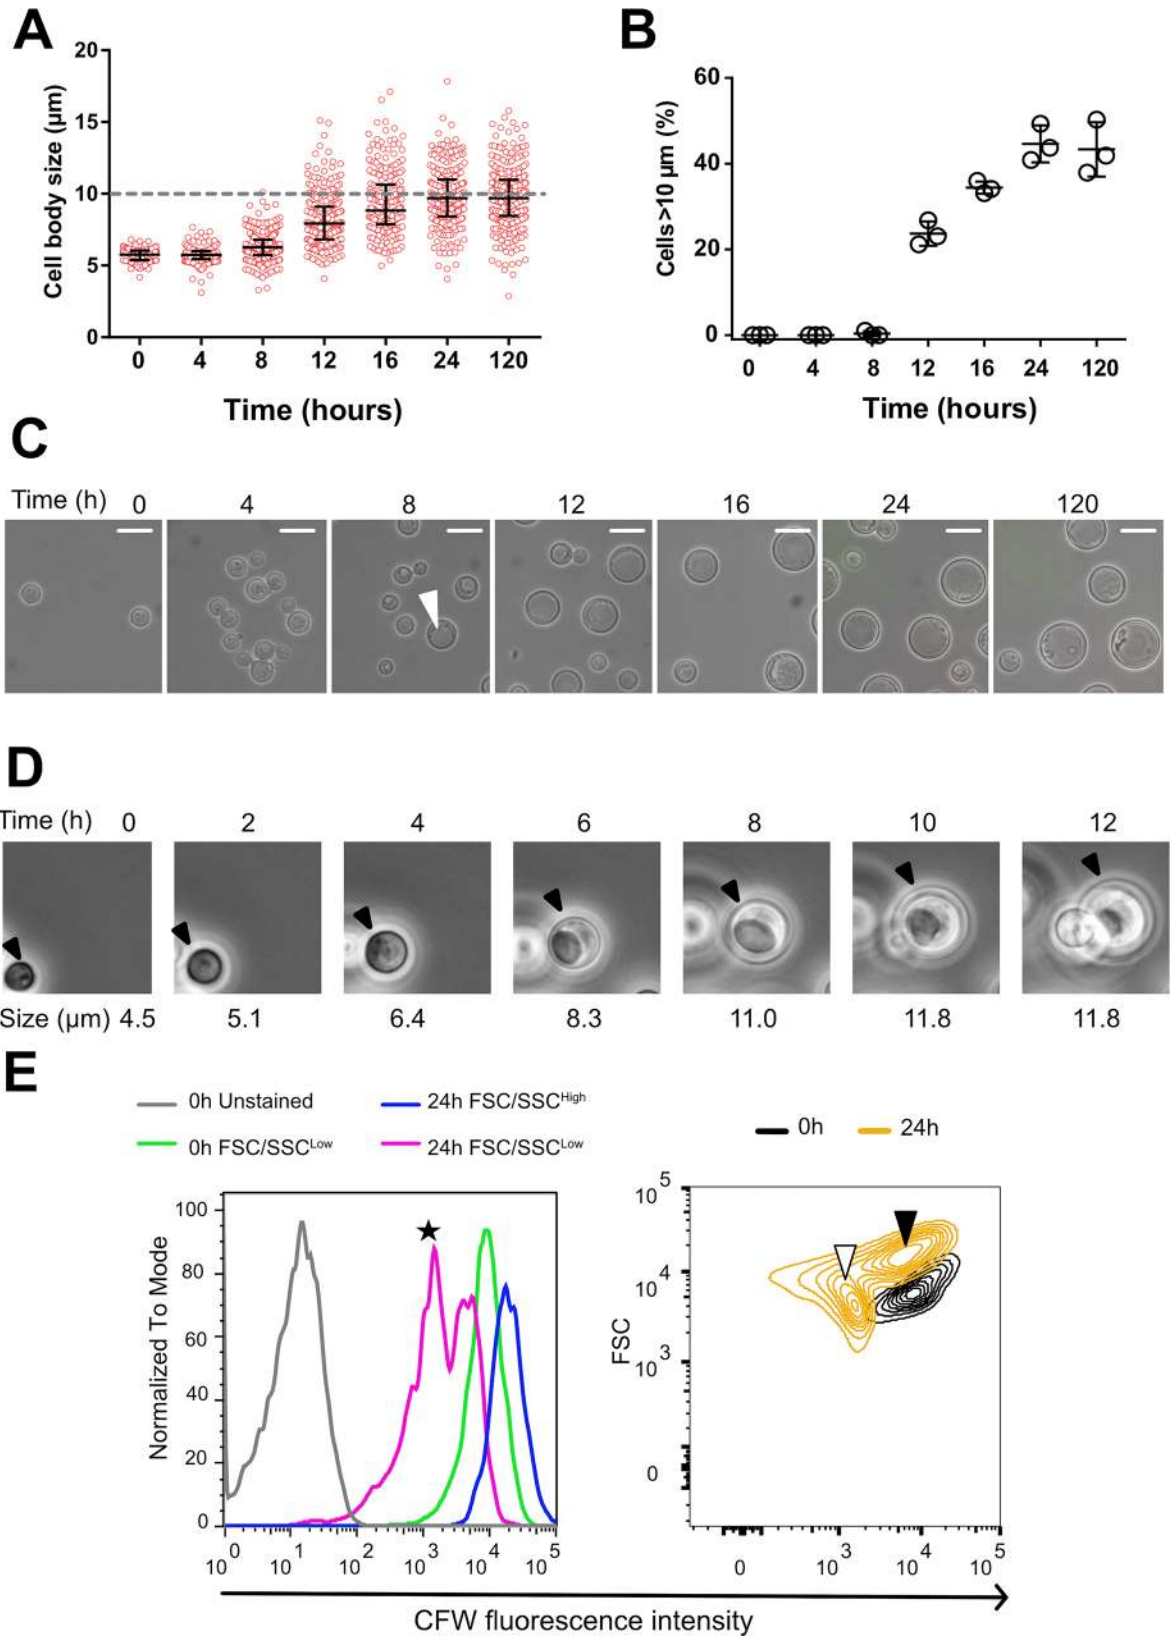 A
B
20
15
10
5
0
Cell body size (µm)
0 4 8 12 16 24 120
Time (hours)
60
40
20
0
Cells>10 µm (%)
0 4 8 12 16 24 120
Time (hours)
C
Time (h) 0 4 8 12 16 24 120
D
Time (h) 0 2 4 6 8 10 12
Size (µm) 4.5 5.1 6.4 8.3 11.0 11.8 11.8
E
0h Unstained
24h FSC/SSCHigh
0h FSC/SSCLow
24h FSC/SSCLow
0h 24h
Normalized To Mode
100
80
60
40
20
0
10^0 10^1 10^2 10^3 10^4 10^5
FSC
10^5
10^4
10^3
0
0 10^3 10^4 10^5
CFW fluorescence intensity